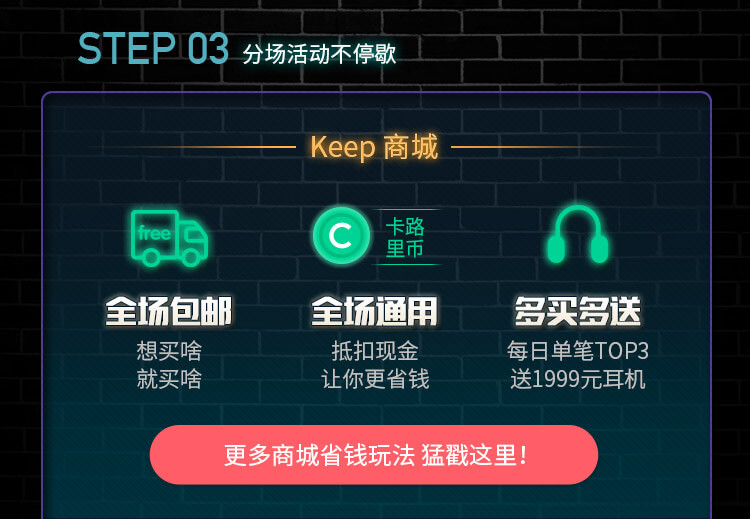 STEP 03 分场活动不停歇
Keep 商城
free
C
卡路
里币
全场包邮
全场通用
多买多送
想买啥
就买啥
抵扣现金
让你更省钱
每日单笔TOP3
送1999元耳机
更多商城省钱玩法 猛戳这里!